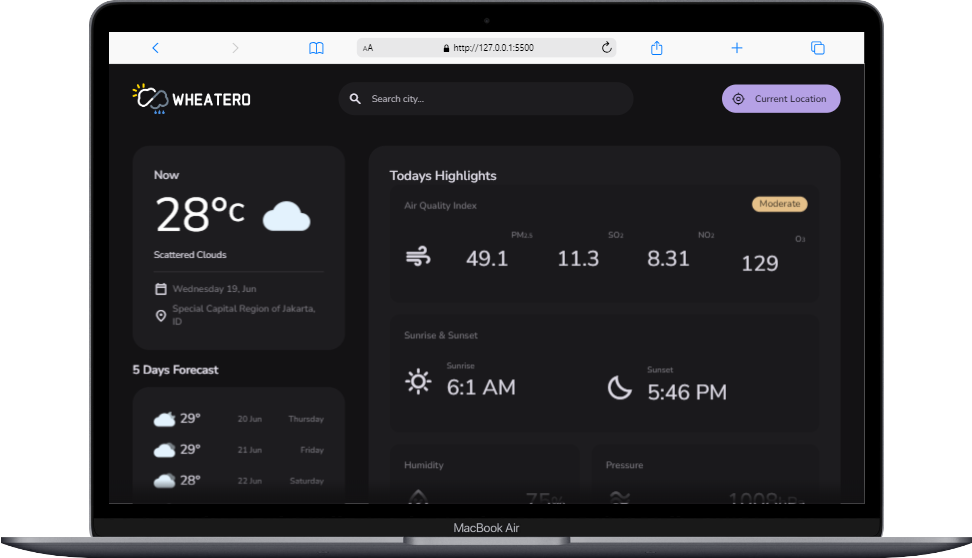 AA
http://127.0.0.1:5500
WHEATERO
Search city...
Current Location
Now
28°c
Scattered Clouds
Wednesday 19, Jun
Special Capital Region of Jakarta,
ID
5 Days Forecast
29° 20 Jun Thursday
29° 21 Jun Friday
28° 22 Jun Saturday
Todays Highlights
Air Quality Index
Moderate
PM2.5 SO2 NO2 O3
49.1 11.3 8.31 129
Sunrise & Sunset
Sunrise
6:1 AM
Sunset
5:46 PM
Humidity
75%
Pressure
1008hPa
MacBook Air